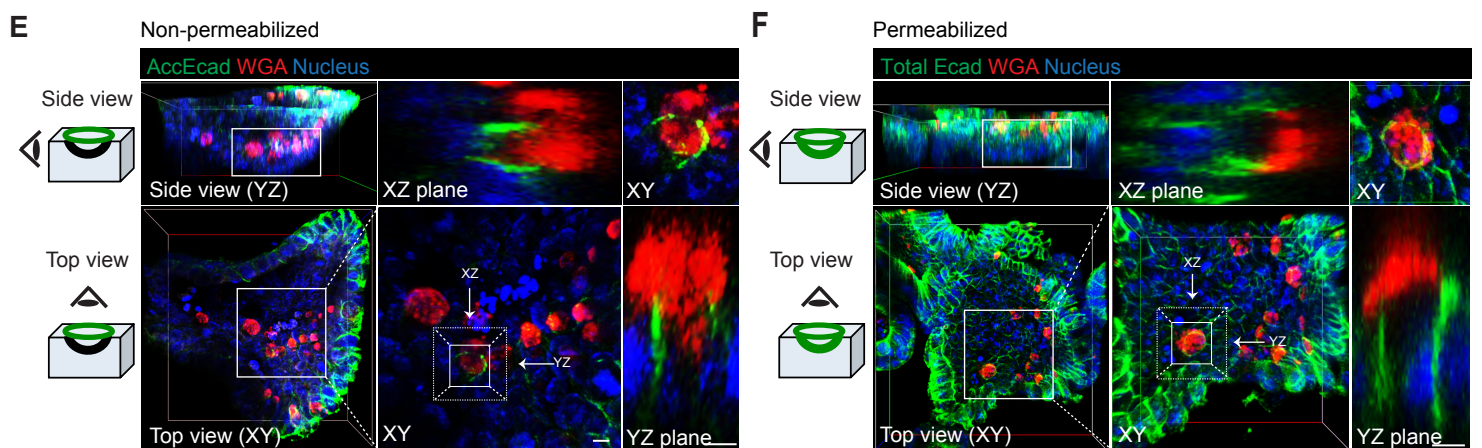 E
Non-permeabilized
AccEcad WGA Nucleus
Side view
Side view (YZ)
XZ plane
XY
Top view
Top view (XY)
XZ
YZ
XY
YZ plane
F
Permeabilized
Total Ecad WGA Nucleus
Side view
Side view (YZ)
XZ plane
XY
Top view
Top view (XY)
XZ
YZ
XY
YZ plane